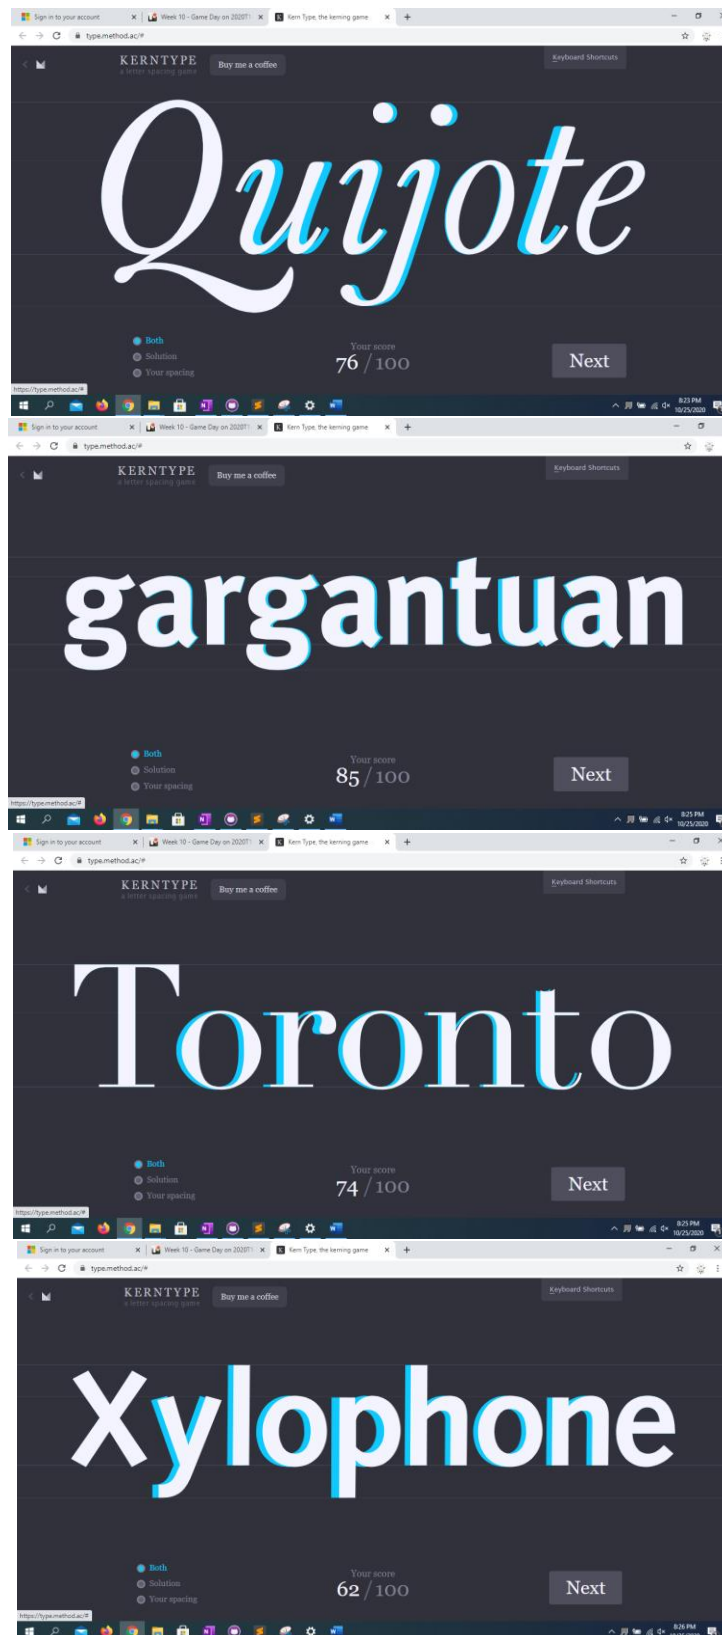 Sign in to your account Week 10 - Game Day on 2020T1 Kern Type, the kerning game
type.method.ac/#
KERNTYPE Buy me a coffee Keyboard Shortcuts
a letter spacing game
Quijote
Both
Solution
Your spacing
Your score
76 / 100
Next
https://type.method.ac/#
8:23 PM
10/25/2020
Sign in to your account Week 10 - Game Day on 2020T1 Kern Type, the kerning game
type.method.ac/#
KERNTYPE Buy me a coffee Keyboard Shortcuts
a letter spacing game
gargantuan
Both
Solution
Your spacing
Your score
85 / 100
Next
https://type.method.ac/#
8:25 PM
10/25/2020
Sign in to your account Week 10 - Game Day on 2020T1 Kern Type, the kerning game
type.method.ac/#
KERNTYPE Buy me a coffee Keyboard Shortcuts
a letter spacing game
Toronto
Both
Solution
Your spacing
Your score
74 / 100
Next
https://type.method.ac/#
8:25 PM
10/25/2020
Sign in to your account Week 10 - Game Day on 2020T1 Kern Type, the kerning game
type.method.ac/#
KERNTYPE Buy me a coffee Keyboard Shortcuts
a letter spacing game
Xylophone
Both
Solution
Your spacing
Your score
62 / 100
Next
https://type.method.ac/#
8:26 PM